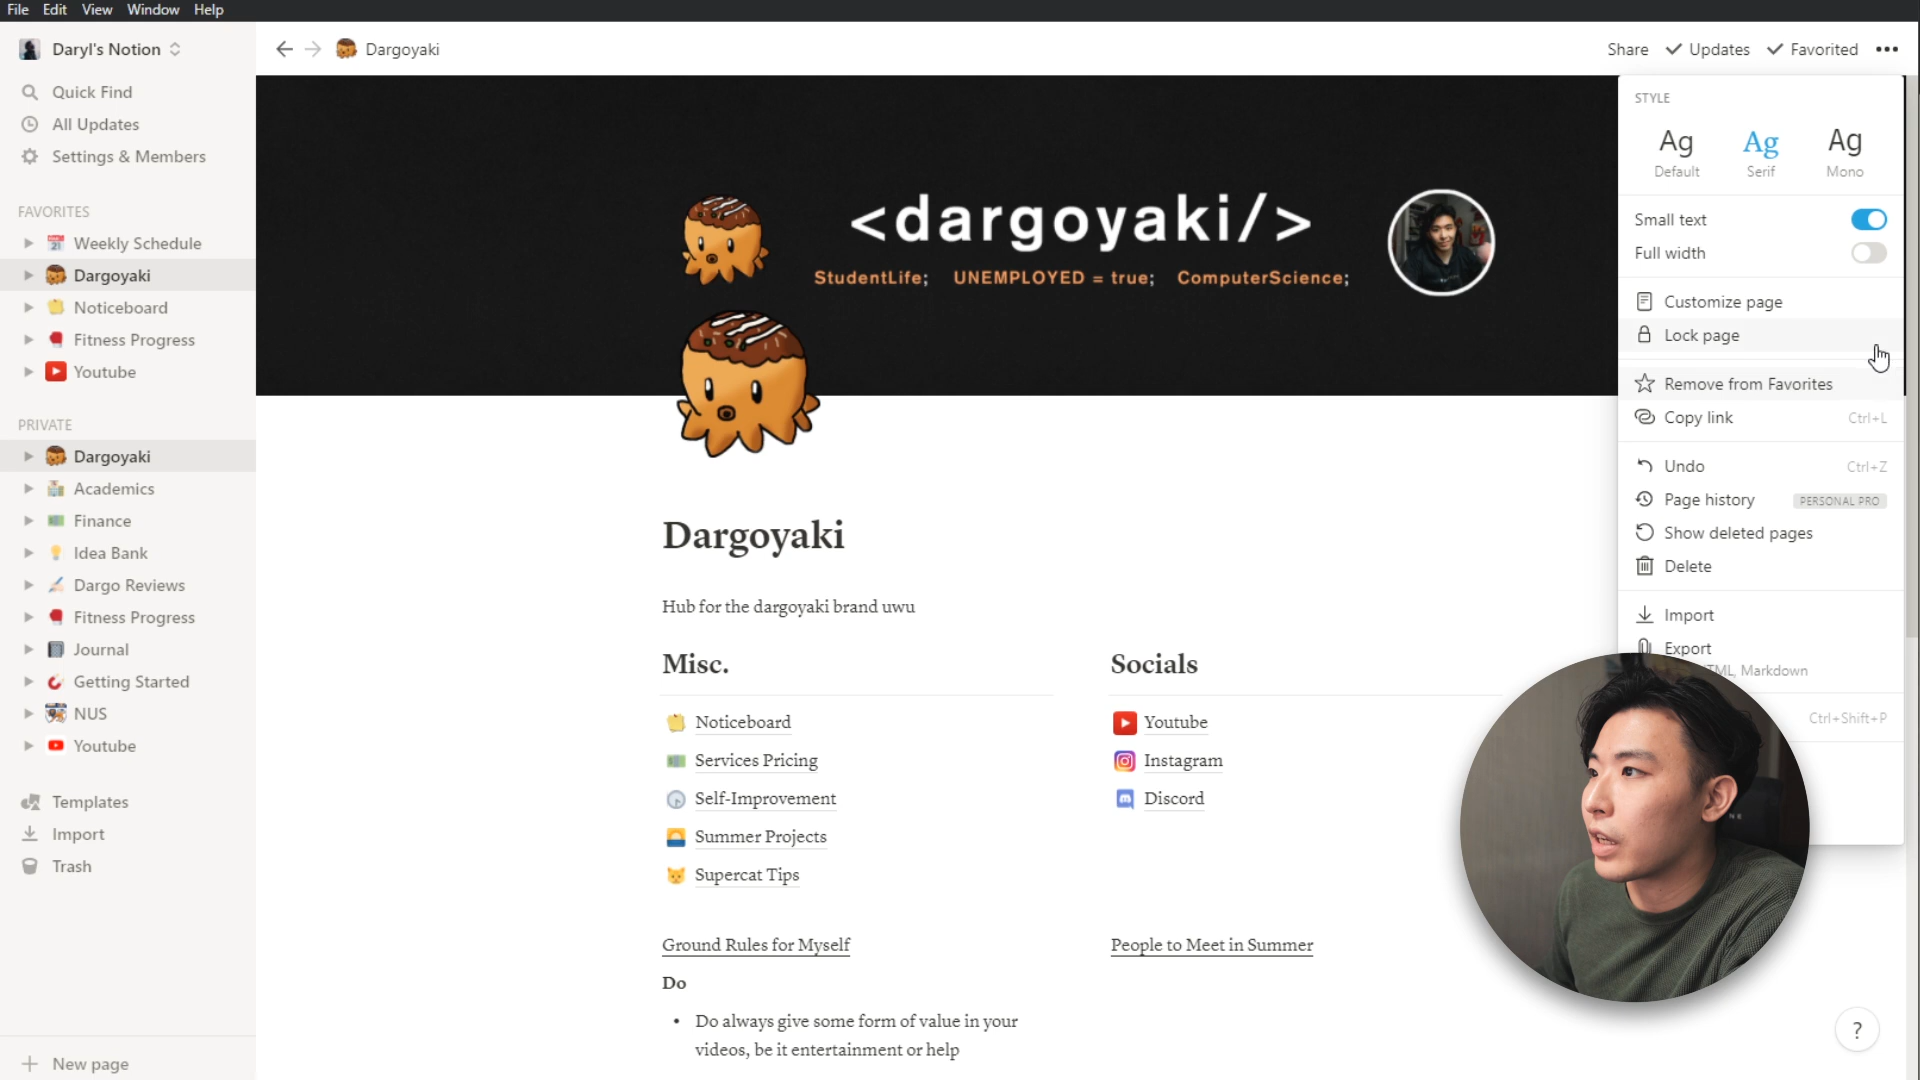 File Edit View Window Help
Daryl's Notion
Quick Find
All Updates
Settings & Members
FAVORITES
Weekly Schedule
Dargoyaki
Noticeboard
Fitness Progress
Youtube
PRIVATE
Dargoyaki
Academics
Finance
Idea Bank
Dargo Reviews
Fitness Progress
Journal
Getting Started
NUS
Youtube
Templates
Import
Trash
New page
Dargoyaki
Share Updates Favorited
<dargoyaki/>
StudentLife; UNEMPLOYED = true; ComputerScience;
Dargoyaki
Hub for the dargoyaki brand uwu
Misc.
Noticeboard
Services Pricing
Self-Improvement
Summer Projects
Supercat Tips
Ground Rules for Myself
Do
• Do always give some form of value in your
videos, be it entertainment or help
Socials
Youtube
Instagram
Discord
People to Meet in Summer
STYLE
Ag Ag Ag
Default Serif Mono
Small text
Full width
Customize page
Lock page
Remove from Favorites
Copy link Ctrl+L
Undo Ctrl+Z
Page history PERSONAL PRO
Show deleted pages
Delete
Import
Export
Markdown
Ctrl+Shift+P
?